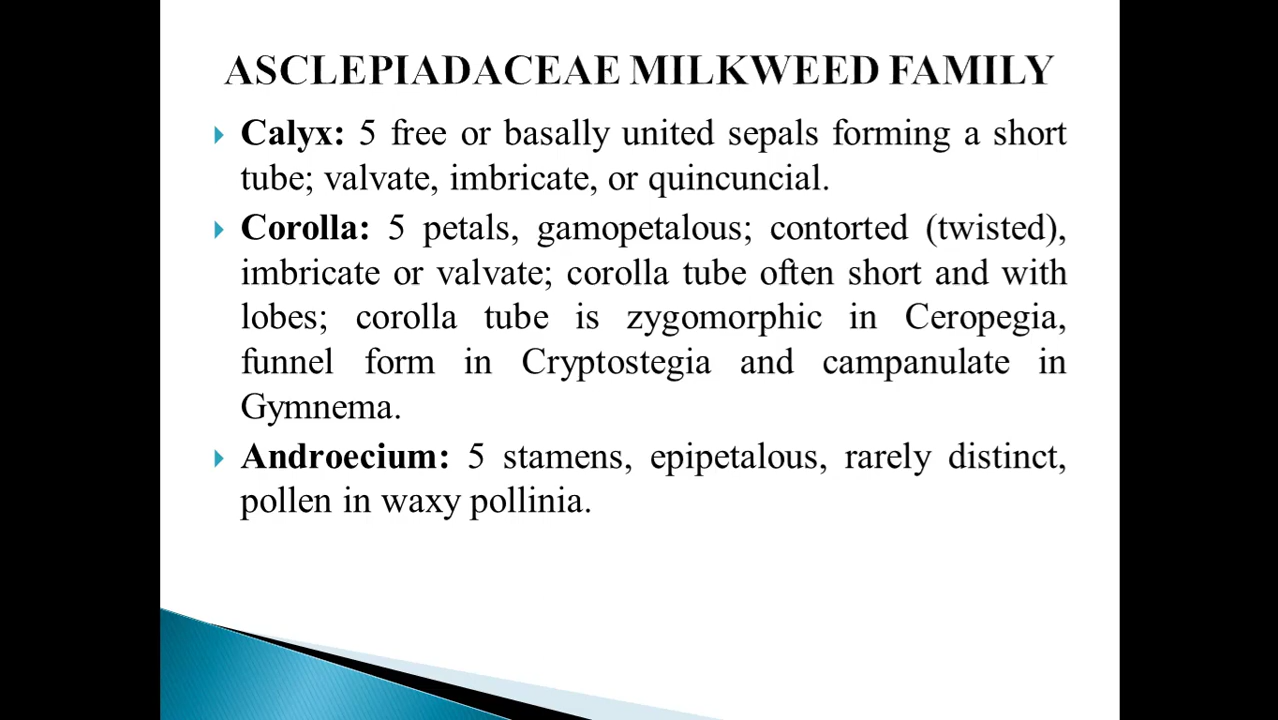 ASCLEPIADACEAE MILKWEED FAMILY
Calyx: 5 free or basally united sepals forming a short
tube; valvate, imbricate, or quincuncial.
Corolla: 5 petals, gamopetalous; contorted (twisted),
imbricate or valvate; corolla tube often short and with
lobes; corolla tube is zygomorphic in Ceropegia,
funnel form in Cryptostegia and campanulate in
Gymnema.
Androecium: 5 stamens, epipetalous, rarely distinct,
pollen in waxy pollinia.